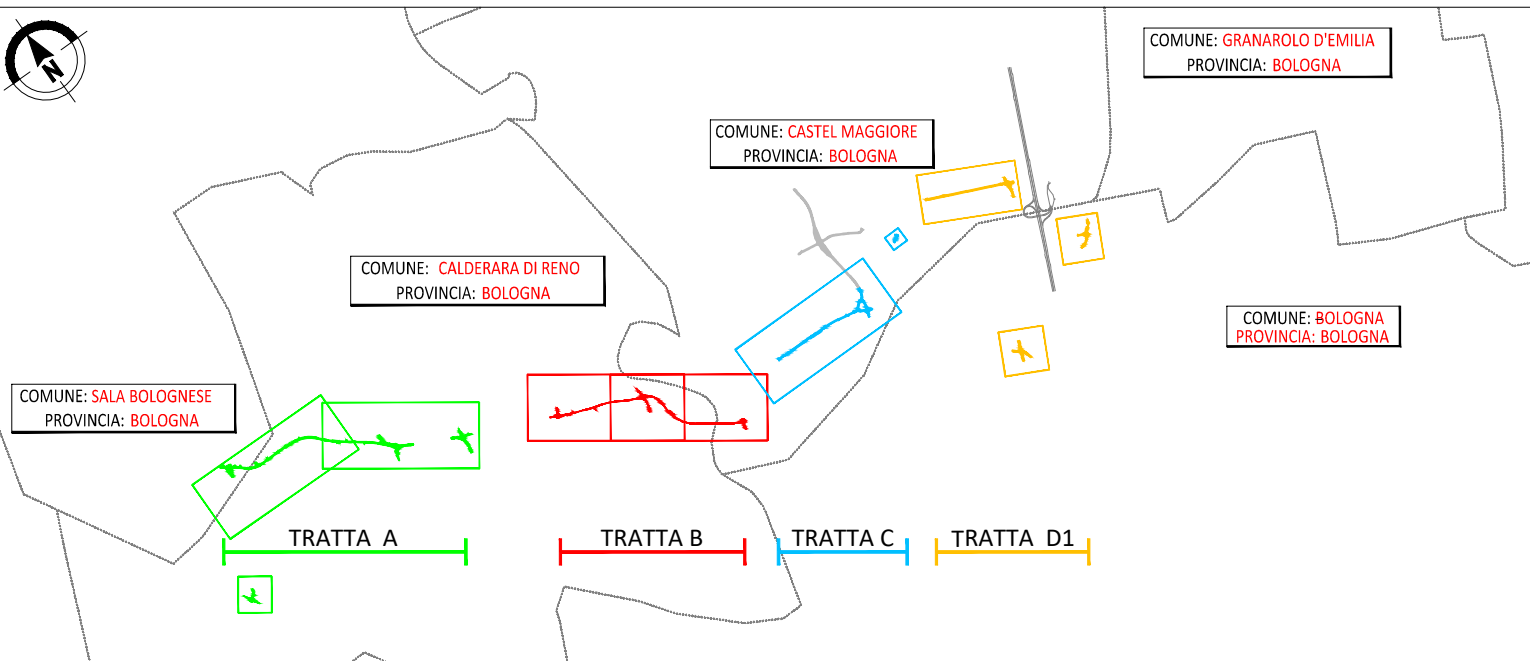 N
COMUNE: GRANAROLO D'EMILIA
PROVINCIA: BOLOGNA
COMUNE: CASTEL MAGGIORE
PROVINCIA: BOLOGNA
COMUNE: CALDERARA DI RENO
PROVINCIA: BOLOGNA
COMUNE: BOLOGNA
PROVINCIA: BOLOGNA
COMUNE: SALA BOLOGNESE
PROVINCIA: BOLOGNA
TRATTA A
TRATTA B
TRATTA C
TRATTA D1